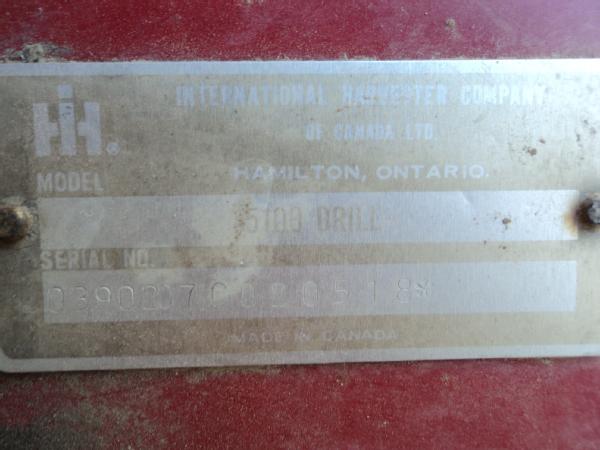 IH®
INTERNATIONAL HARVESTER COMPANY
OF CANADA LTD.
HAMILTON, ONTARIO.
MODEL
5100 DRILL
SERIAL NO.
MADE IN CANADA